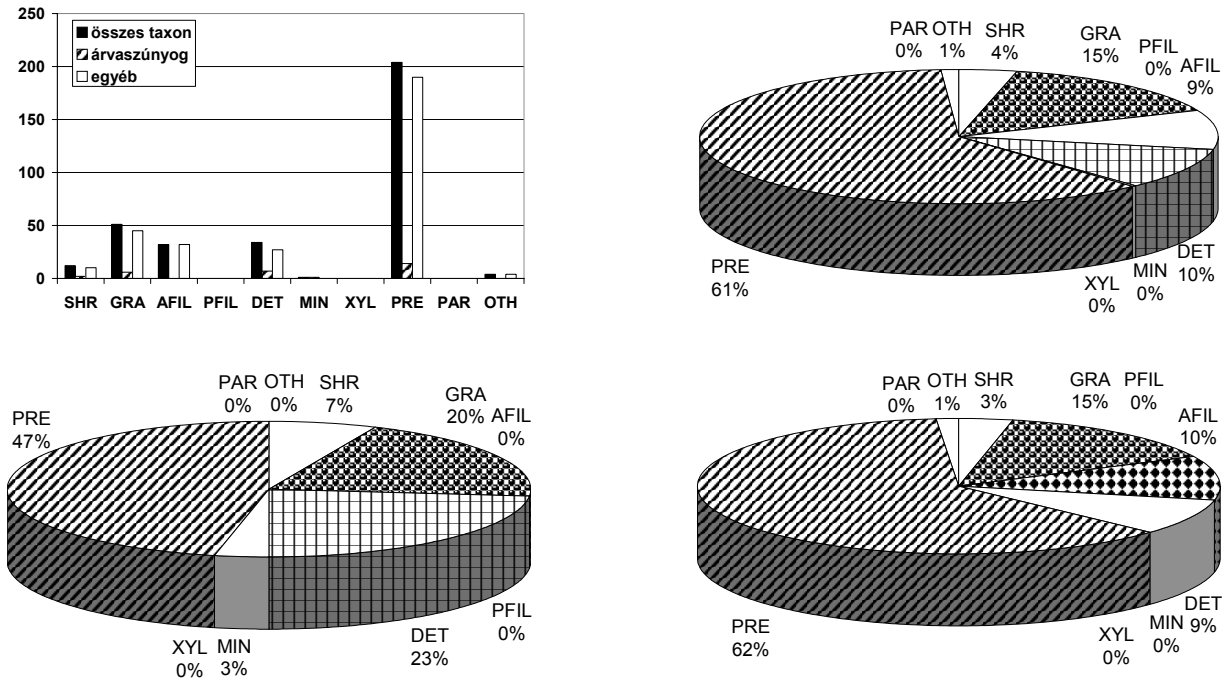 250
200
150
100
50
0
összes taxon
árvaszúnyog
egyéb
SHR GRA AFIL PFIL DET MIN XYL PRE PAR OTH
PAR
0%
OTH
1%
SHR
4%
GRA
15%
PFIL
0%
AFIL
9%
DET
10%
MIN
0%
XYL
0%
PRE
61%
PAR
0%
OTH
0%
SHR
7%
GRA
20%
AFIL
0%
PFIL
0%
DET
23%
MIN
3%
XYL
0%
PRE
47%
PAR
0%
OTH
1%
SHR
3%
GRA
15%
PFIL
0%
AFIL
10%
DET
9%
MIN
0%
XYL
0%
PRE
62%